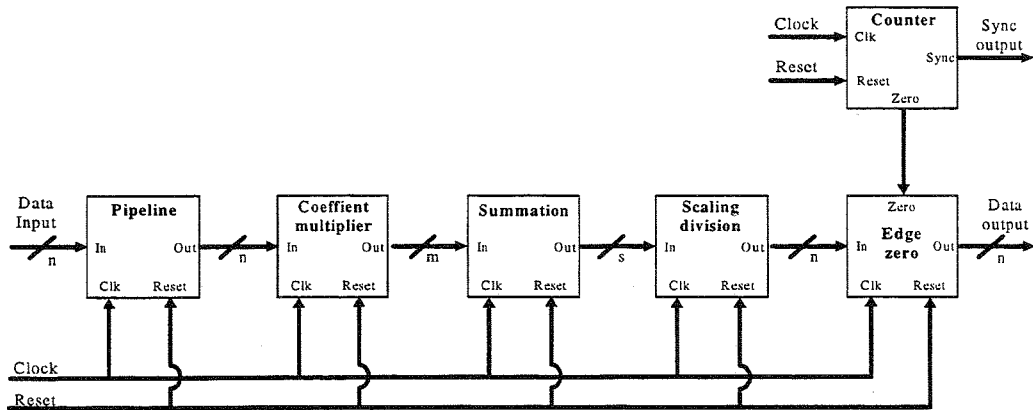 Clock
Counter
Clk
Sync
Sync
output
Reset
Reset
Zero
Data
Input
n
Pipeline
In
Out
Clk
Reset
n
Coeffient
multiplier
In
Out
Clk
Reset
m
Summation
In
Out
Clk
Reset
s
Scaling
division
In
Out
Clk
Reset
n
Zero
In
Edge
zero
Out
Clk
Reset
Data
output
n
Clock
Reset